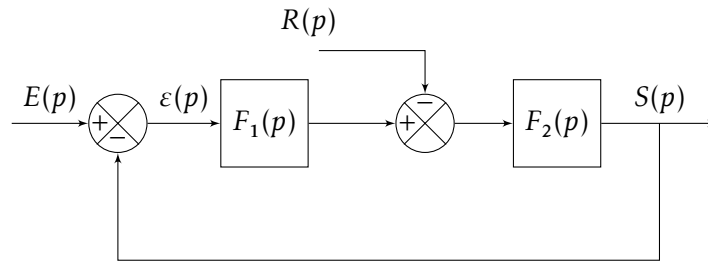 R(p)
E(p)
ε(p)
S(p)
+
−
F₁(p)
+
−
F₂(p)